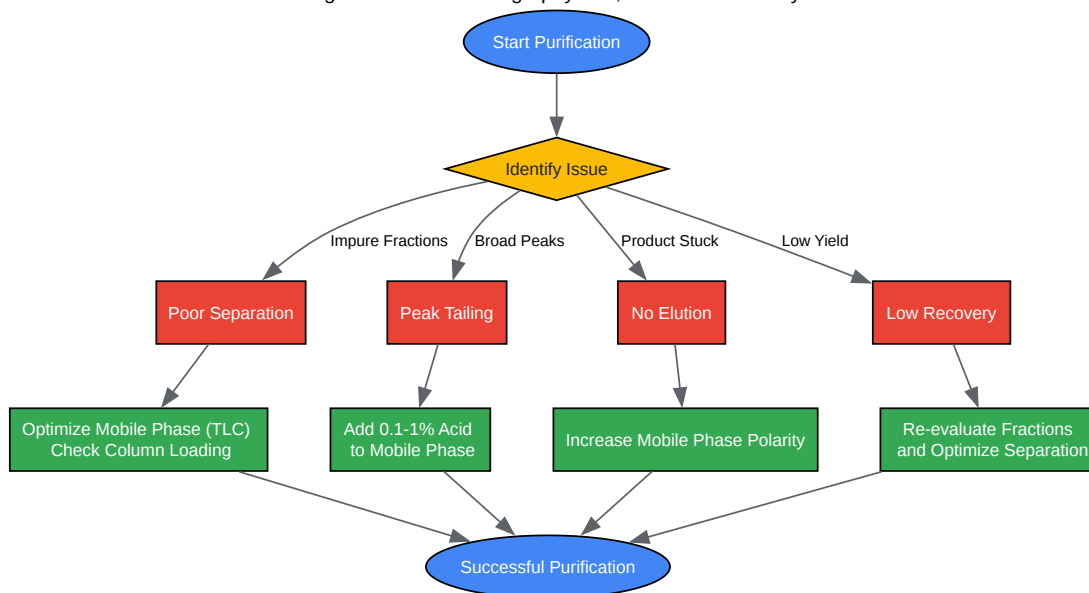 Start Purification
Identify Issue
Impure Fractions
Broad Peaks
Product Stuck
Low Yield
Poor Separation
Peak Tailing
No Elution
Low Recovery
Optimize Mobile Phase (TLC)
Check Column Loading
Add 0.1-1% Acid
to Mobile Phase
Increase Mobile Phase Polarity
Re-evaluate Fractions
and Optimize Separation
Successful Purification